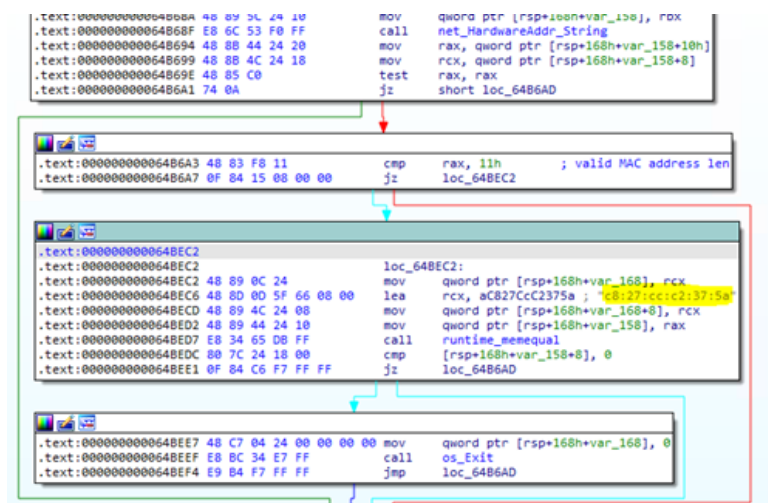 .text:000000000064B68A 48 89 5C 24 10 mov qword ptr [rsp+168h+var_158], rbx
.text:000000000064B68F E8 6C 53 F0 FF call net_HardwareAddr_String
.text:000000000064B694 48 8B 44 24 20 mov rax, qword ptr [rsp+168h+var_158+10h]
.text:000000000064B699 48 8B 4C 24 18 mov rcx, qword ptr [rsp+168h+var_158+8]
.text:000000000064B69E 48 85 C0 test rax, rax
.text:000000000064B6A1 74 0A jz short loc_64B6AD
.text:000000000064B6A3 48 83 F8 11 cmp rax, 11h ; valid MAC address len
.text:000000000064B6A7 0F 84 15 08 00 00 jz loc_64BEC2
.text:000000000064BEC2
.text:000000000064BEC2 loc_64BEC2:
.text:000000000064BEC2 48 89 0C 24 mov qword ptr [rsp+168h+var_168], rcx
.text:000000000064BEC6 48 8D 0D 5F 66 08 00 lea rcx, aC827CcC2375a ; "c8:27:cc:c2:37:5a"
.text:000000000064BECD 48 89 4C 24 08 mov qword ptr [rsp+168h+var_168+8], rcx
.text:000000000064BED2 48 89 44 24 10 mov qword ptr [rsp+168h+var_158], rax
.text:000000000064BED7 E8 34 65 DB FF call runtime_memequal
.text:000000000064BEDC 80 7C 24 18 00 cmp [rsp+168h+var_158+8], 0
.text:000000000064BEE1 0F 84 C6 F7 FF FF jz loc_64B6AD
.text:000000000064BEE7 48 C7 04 24 00 00 00 00 mov qword ptr [rsp+168h+var_168], 0
.text:000000000064BEEF E8 BC 34 E7 FF call os_Exit
.text:000000000064BEF4 E9 B4 F7 FF FF jmp loc_64B6AD